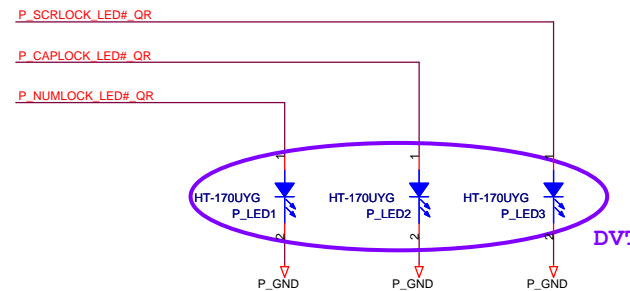 P_SCRLOCK_LED#_QR
P_CAPLOCK_LED#_QR
P_NUMLOCK_LED#_QR
1 1 1
HT-170UYG HT-170UYG HT-170UYG
P_LED1 P_LED2 P_LED3
2 2 2
DVT
P_GND P_GND P_GND